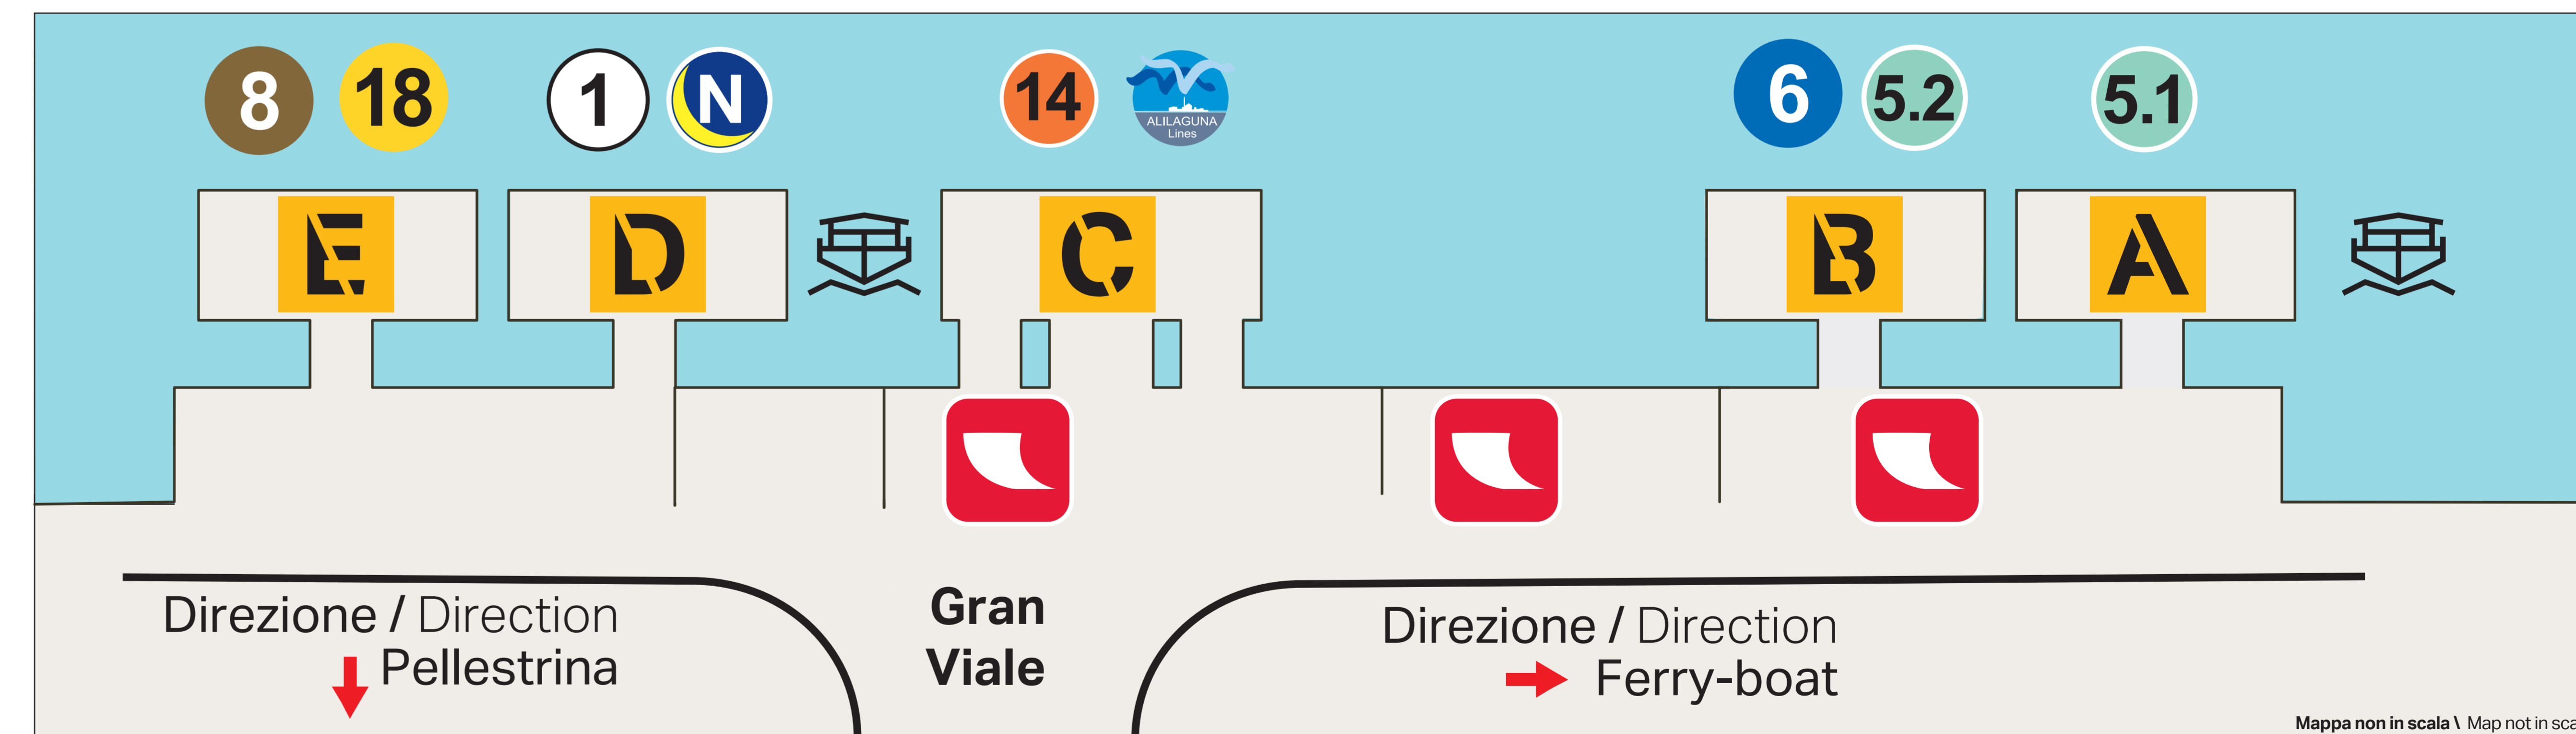 8 18 1 N 14 ALILAGUNA Lines 6 5.2 5.1
E D C B A
Direzione / Direction
Pellestrina
Gran
Viale
Direzione / Direction
Ferry-boat
Mappa non in scala \ Map not in sca